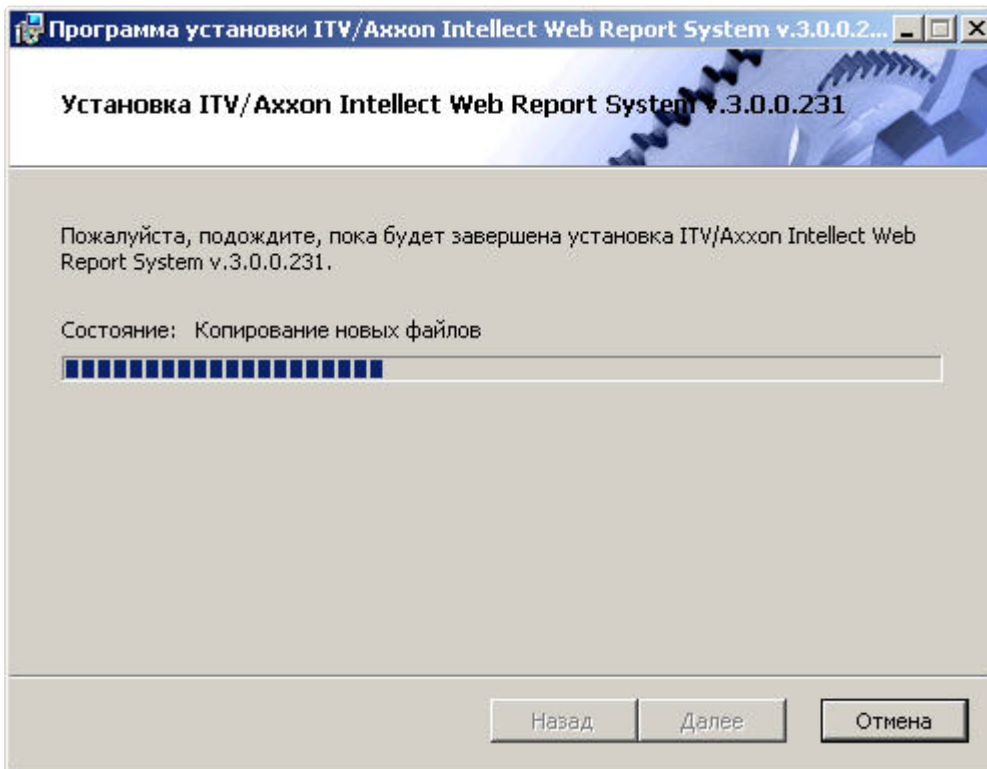 Программа установки ITV/Axxon Intellect Web Report System v.3.0.0.2...
Установка ITV/Axxon Intellect Web Report System v.3.0.0.231
Пожалуйста, подождите, пока будет завершена установка ITV/Axxon Intellect Web
Report System v.3.0.0.231.
Состояние: Копирование новых файлов
Назад Далее Отмена